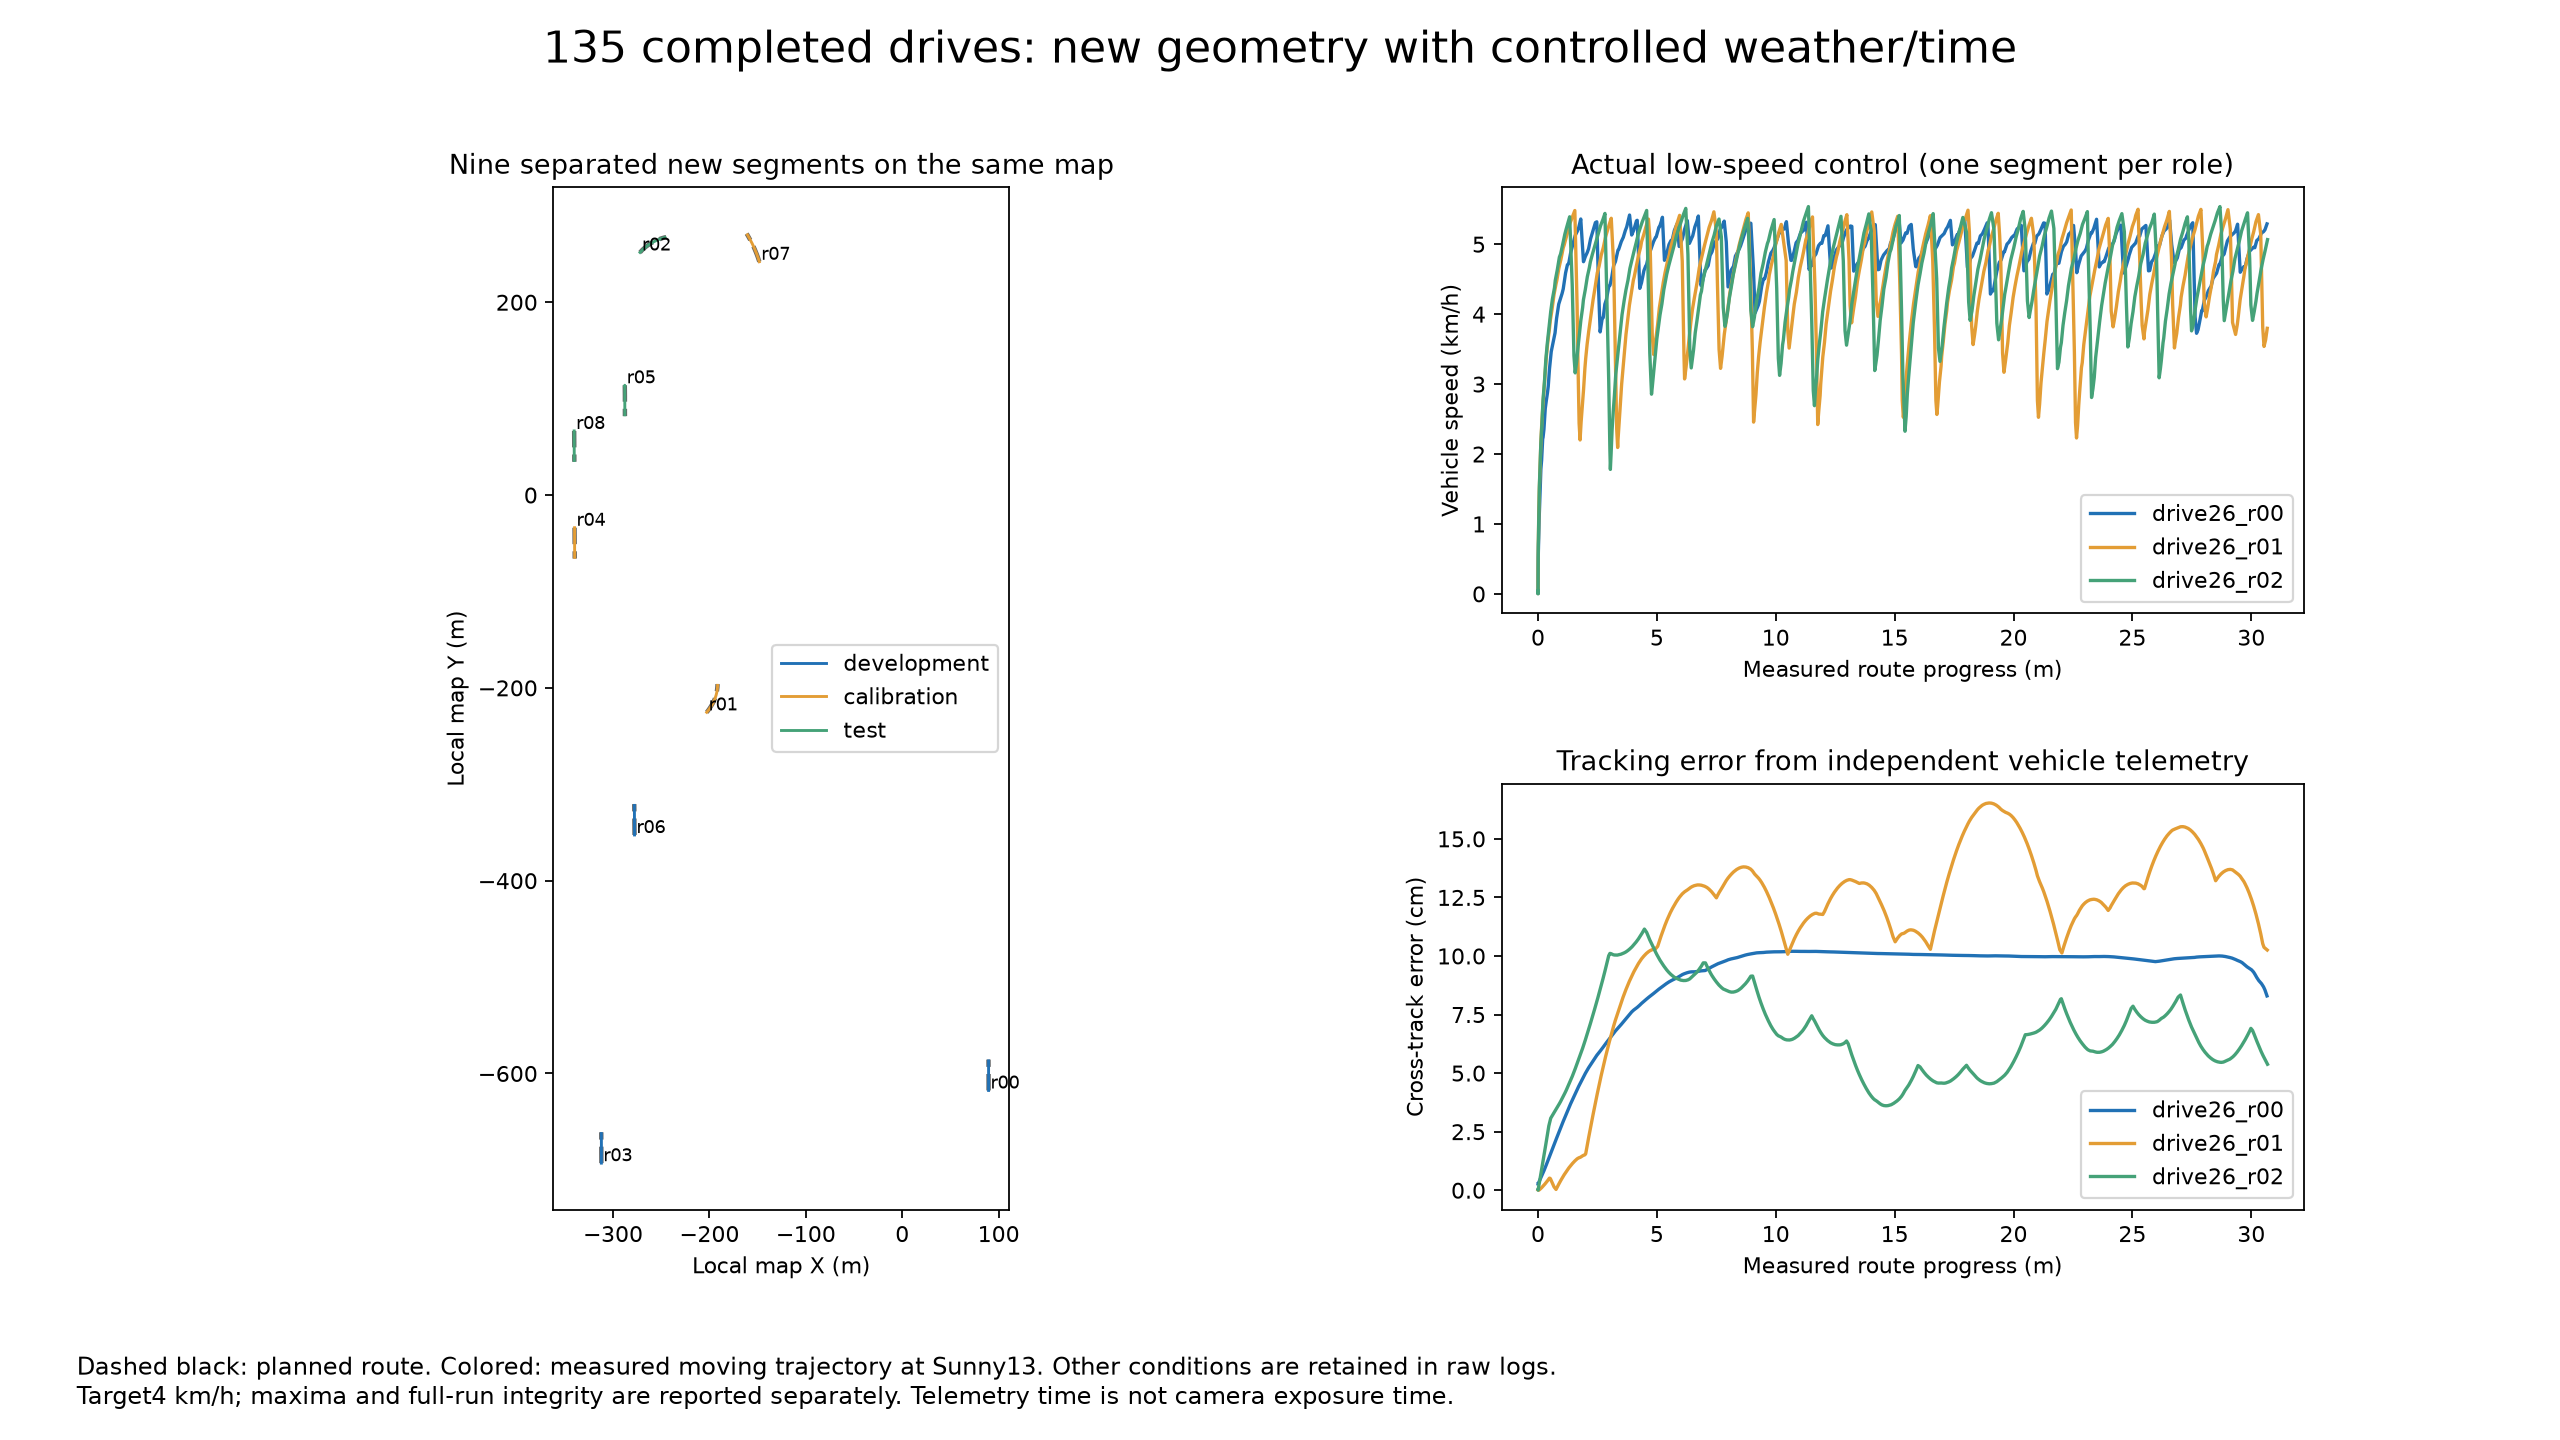 135 completed drives: new geometry with controlled weather/time
Nine separated new segments on the same map
Local map Y (m)
200
0
−200
−400
−600
r02
r07
r05
r08
r04
r01
r06
r00
r03
development
calibration
test
−300
−200
−100
0
100
Local map X (m)
Actual low-speed control (one segment per role)
Vehicle speed (km/h)
5
4
3
2
1
0
drive26_r00
drive26_r01
drive26_r02
0
5
10
15
20
25
30
Measured route progress (m)
Tracking error from independent vehicle telemetry
Cross-track error (cm)
15.0
12.5
10.0
7.5
5.0
2.5
0.0
drive26_r00
drive26_r01
drive26_r02
0
5
10
15
20
25
30
Measured route progress (m)
Dashed black: planned route. Colored: measured moving trajectory at Sunny13. Other conditions are retained in raw logs.
Target4 km/h; maxima and full-run integrity are reported separately. Telemetry time is not camera exposure time.